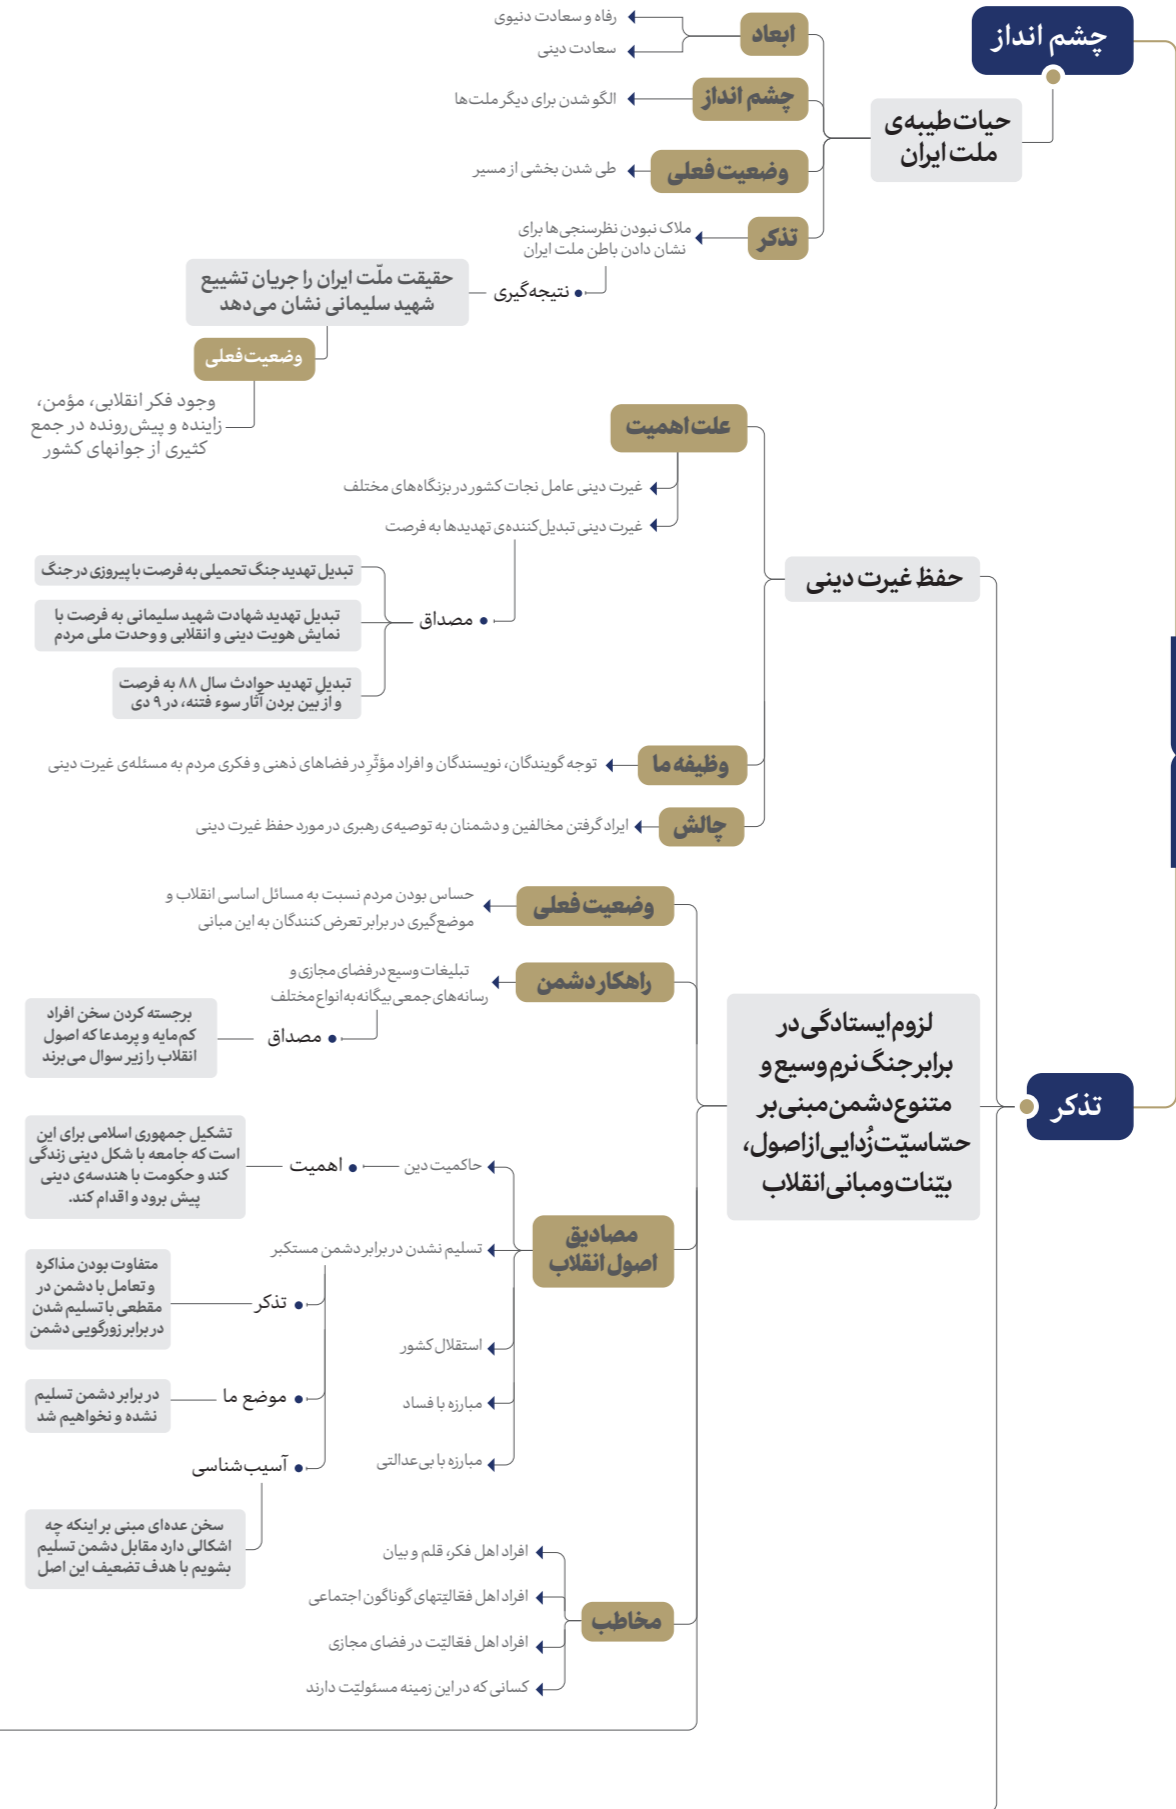 چشم انداز
حیات طیبه‌ی
ملت ایران
ابعاد
رفاه و سعادت دنیوی
سعادت دینی
چشم انداز
الگو شدن برای دیگر ملت‌ها
وضعیت فعلی
طی شدن بخشی از مسیر
تذکر
ملاک نبودن نظرسنجی‌ها برای
نشان دادن باطن ملت ایران
نتیجه‌گیری
حقیقت ملّت ایران را جریان تشییع
شهید سلیمانی نشان می‌دهد
وضعیت فعلی
وجود فکر انقلابی، مؤمن،
زاینده و پیش‌رونده در جمع
کثیری از جوانهای کشور
تذکر
حفظ غیرت دینی
علت اهمیت
غیرت دینی عامل نجات کشور در بزنگاه‌های مختلف
غیرت دینی تبدیل‌کننده‌ی تهدیدها به فرصت
مصداق
تبدیل تهدید جنگ تحمیلی به فرصت با پیروزی در جنگ
تبدیل تهدید شهادت شهید سلیمانی به فرصت با
نمایش هویت دینی و انقلابی و وحدت ملی مردم
تبدیلِ تهدید حوادث سال ۸۸ به فرصت
و از بین بردن آثار سوء فتنه، در ۹ دی
وظیفه ما
توجه گویندگان، نویسندگان و افراد مؤثّرِ در فضاهای ذهنی و فکری مردم به مسئله‌ی غیرت دینی
چالش
ایراد گرفتن مخالفین و دشمنان به توصیه‌ی رهبری در مورد حفظ غیرت دینی
لزوم ایستادگی در
برابر جنگ نرمِ وسیع و
متنوع دشمن مبنی بر
حسّاسیّت‌زُدایی از اصول،
بیّنات و مبانی انقلاب
وضعیت فعلی
حساس بودن مردم نسبت به مسائل اساسی انقلاب و
موضع‌گیری در برابر تعرض کنندگان به این مبانی
راهکار دشمن
تبلیغات وسیع در فضای مجازی و
رسانه‌های جمعی بیگانه به انواع مختلف
مصداق
برجسته کردن سخن افراد
کم‌مایه و پرمدعا که اصول
انقلاب را زیر سوال می‌برند
مصادیق
اصول انقلاب
حاکمیت دین
اهمیت
تشکیل جمهوری اسلامی برای این
است که جامعه با شکل دینی زندگی
کند و حکومت با هندسه‌ی دینی
پیش برود و اقدام کند.
تسلیم نشدن در برابر دشمن مستکبر
تذکر
متفاوت بودن مذاکره
و تعامل با دشمن در
مقطعی با تسلیم شدن
در برابر زورگویی دشمن
موضع ما
در برابر دشمن تسلیم
نشده و نخواهیم شد
آسیب‌شناسی
سخن عده‌ای مبنی بر اینکه چه
اشکالی دارد مقابل دشمن تسلیم
بشویم با هدف تضعیف این اصل
استقلال کشور
مبارزه با فساد
مبارزه با بی‌عدالتی
مخاطب
افراد اهل فکر، قلم و بیان
افراد اهل فعّالیّتهای گوناگون اجتماعی
افراد اهل فعّالیّت در فضای مجازی
کسانی که در این زمینه مسئولیّت دارند